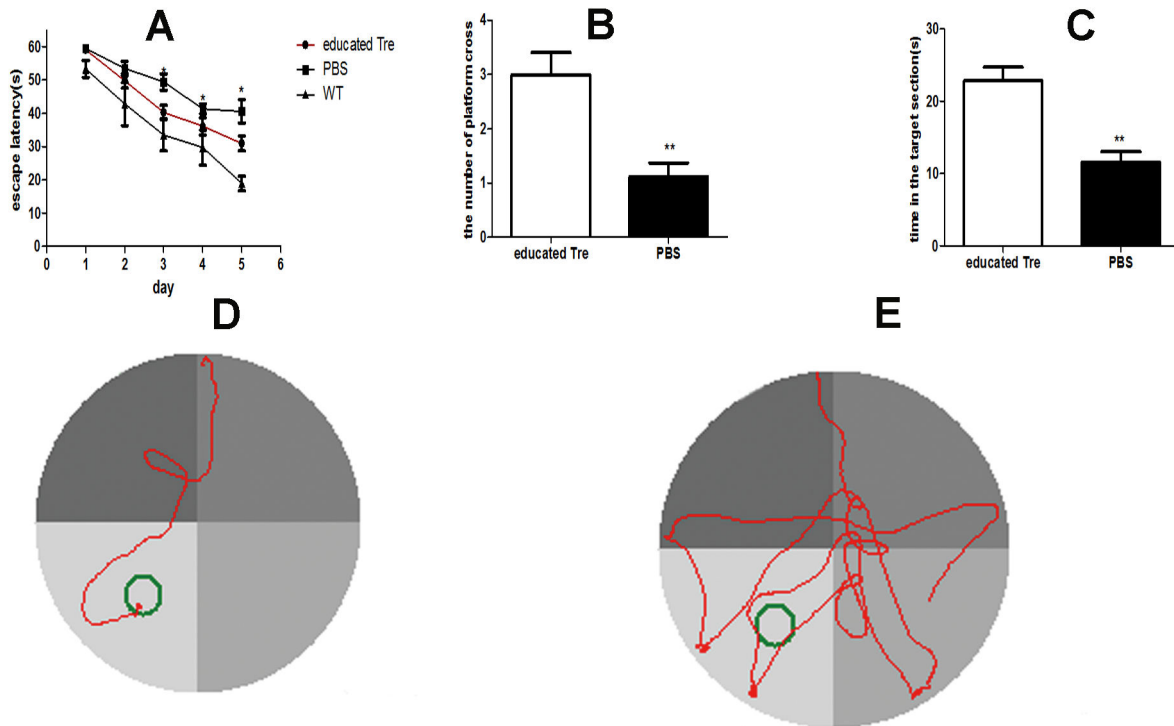 A
escape latency(s)
60
50
40
30
20
10
0
0 1 2 3 4 5 6
day
* * *
educated Tre
PBS
WT
B
the number of platform cross
4
3
2
1
0
**
educated Tre PBS
C
time in the target section(s)
30
20
10
0
**
educated Tre PBS
D
E